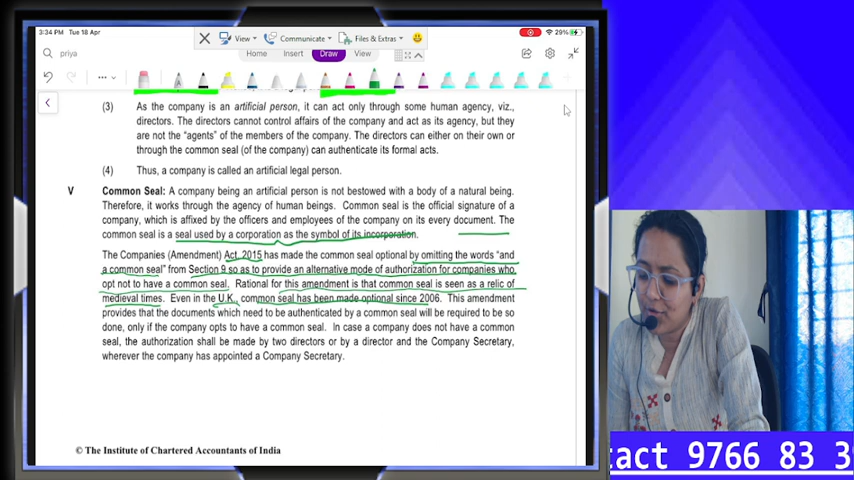 3:34 PM Tue 18 Apr
29%
View
Communicate
Files & Extras
priya
Home Insert Draw View
(3) As the company is an artificial person, it can act only through some human agency, viz.,
directors. The directors cannot control affairs of the company and act as its agency, but they
are not the "agents" of the members of the company. The directors can either on their own or
through the common seal (of the company) can authenticate its formal acts.
(4) Thus, a company is called an artificial legal person.
V Common Seal: A company being an artificial person is not bestowed with a body of a natural being.
Therefore, it works through the agency of human beings. Common seal is the official signature of a
company, which is affixed by the officers and employees of the company on its every document. The
common seal is a seal used by a corporation as the symbol of its incorporation.
The Companies (Amendment) Act, 2015 has made the common seal optional by omitting the words "and
a common seal" from Section 9 so as to provide an alternative mode of authorization for companies who
opt not to have a common seal. Rational for this amendment is that common seal is seen as a relic of
medieval times. Even in the U.K., common seal has been made optional since 2006. This amendment
provides that the documents which need to be authenticated by a common seal will be required to be so
done, only if the company opts to have a common seal. In case a company does not have a common
seal, the authorization shall be made by two directors or by a director and the Company Secretary,
wherever the company has appointed a Company Secretary.
© The Institute of Chartered Accountants of India
tact 9766 83 3